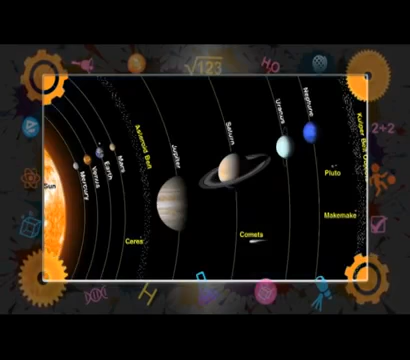 √123
H₂O
2+2
Sun
Mercury
Venus
Earth
Mars
Asteroid Belt
Ceres
Jupiter
Saturn
Comets
Uranus
Neptune
Pluto
Makemake
Kuiper Belt